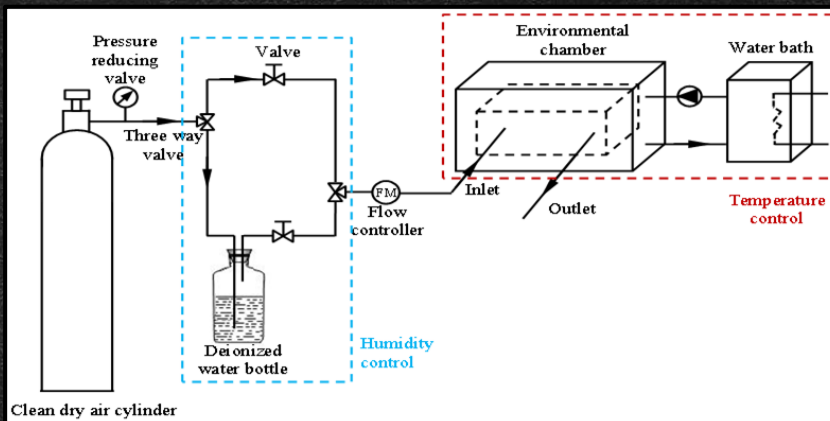 Pressure
reducing
valve
Valve
Three way
valve
Environmental
chamber
Water bath
FM
Flow
controller
Inlet
Outlet
Temperature
control
Deionized
water bottle
Humidity
control
Clean dry air cylinder